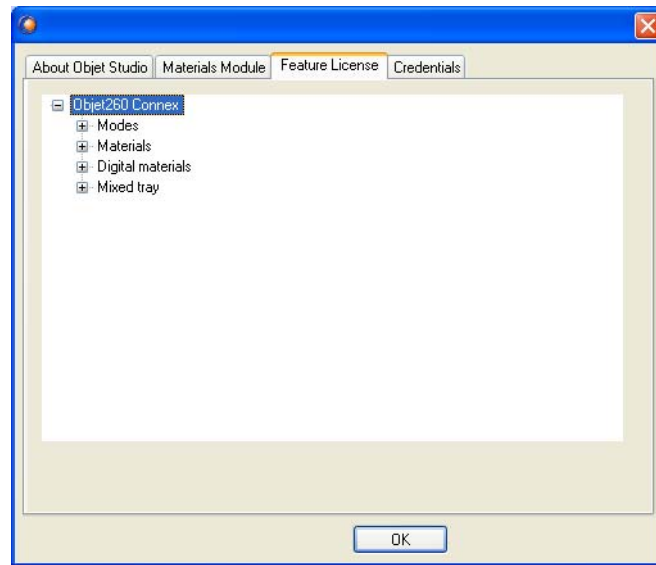 About Objet Studio Materials Module Feature License Credentials
Objet260 Connex
Modes
Materials
Digital materials
Mixed tray
OK